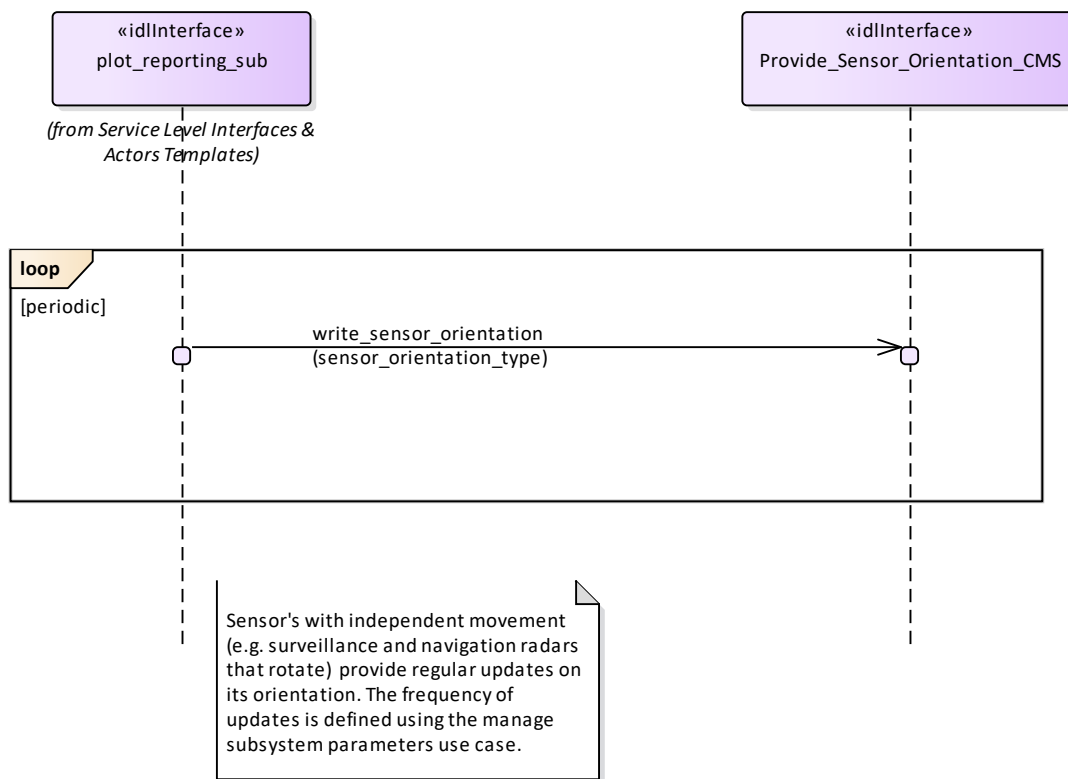 «idlInterface»
plot_reporting_sub
«idlInterface»
Provide_Sensor_Orientation_CMS
(from Service Level Interfaces &
Actors Templates)
loop
[periodic]
write_sensor_orientation
(sensor_orientation_type)
Sensor's with independent movement
(e.g. surveillance and navigation radars
that rotate) provide regular updates on
its orientation. The frequency of
updates is defined using the manage
subsystem parameters use case.